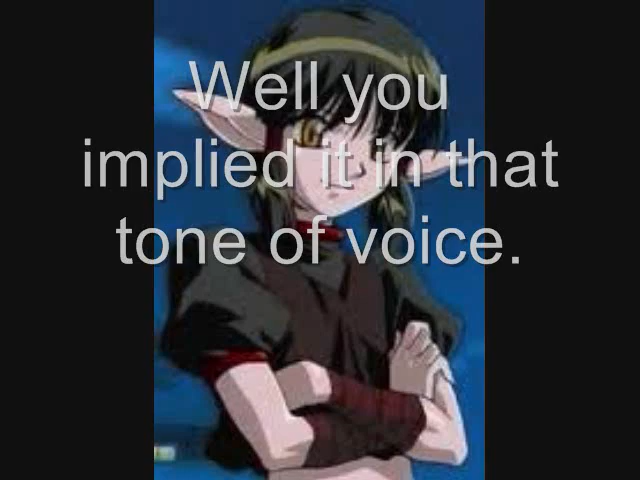 Well you
implied it in that
tone of voice.